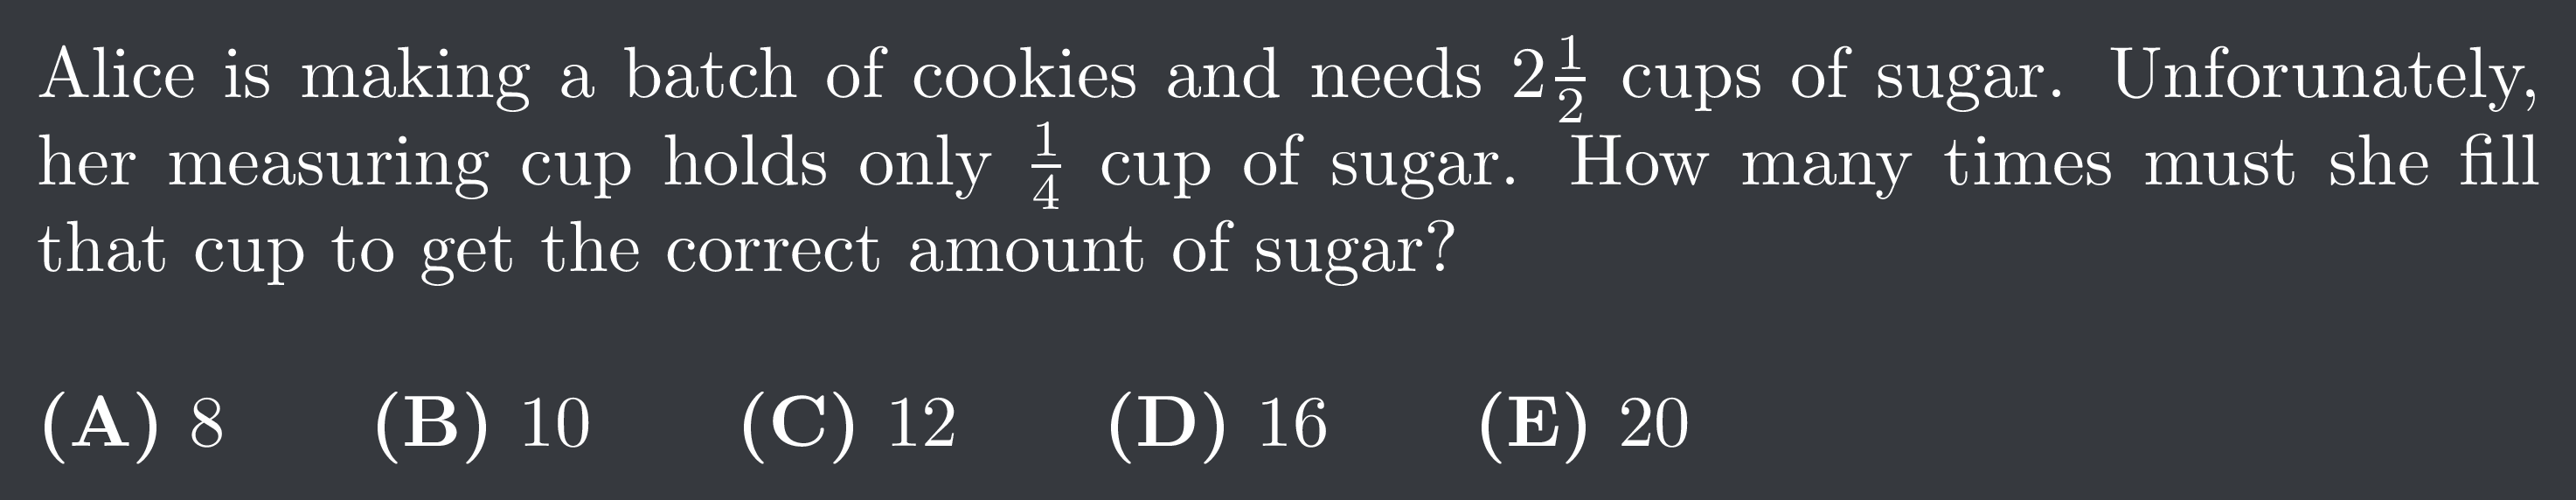 Alice is making a batch of cookies and needs 2 1/2 cups of sugar. Unforunately,
her measuring cup holds only 1/4 cup of sugar. How many times must she fill
that cup to get the correct amount of sugar?
(A) 8 (B) 10 (C) 12 (D) 16 (E) 20